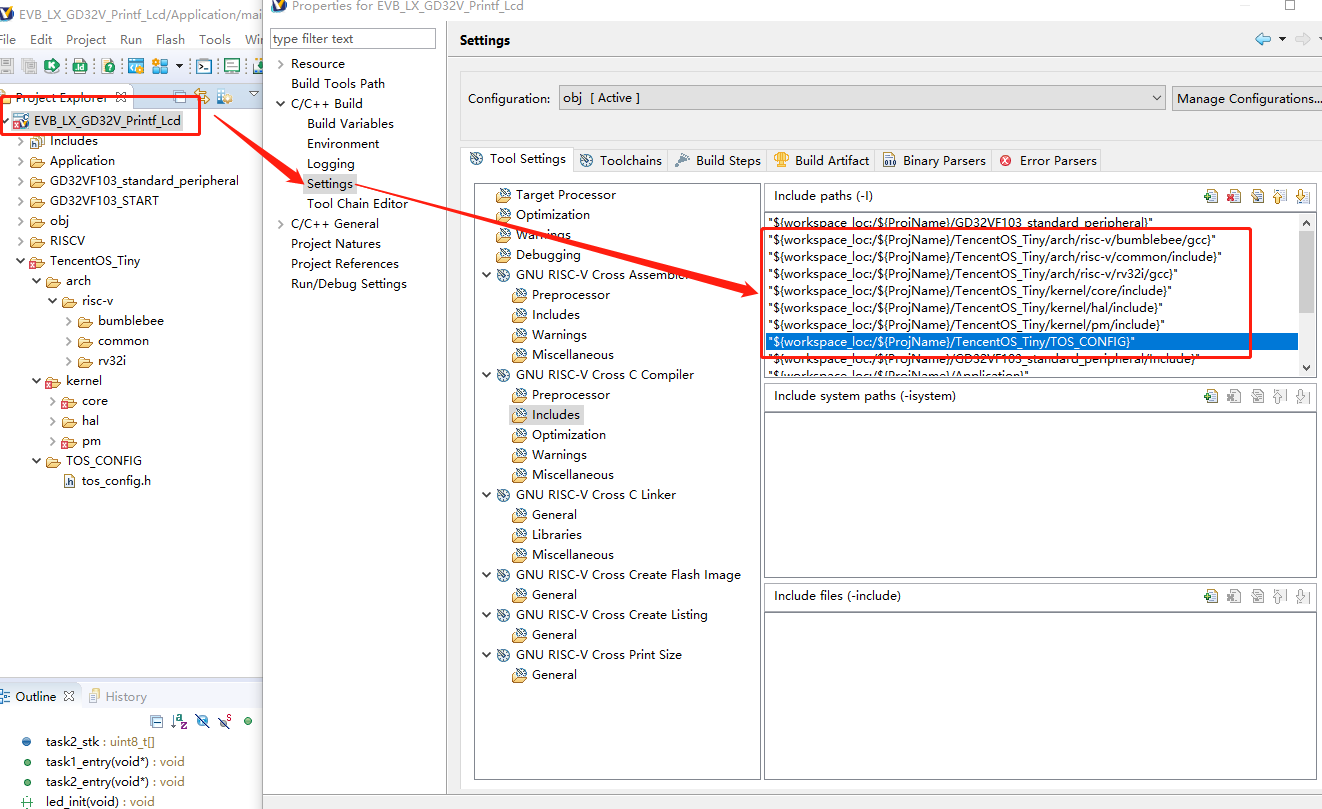 EVB_LX_GD32V_Printf_Lcd/Application/mai
File Edit Project Run Flash Tools Win
Project Explorer
EVB_LX_GD32V_Printf_Lcd
Includes
Application
GD32VF103_standard_peripheral
GD32VF103_START
obj
RISCV
TencentOS_Tiny
arch
risc-v
bumblebee
common
rv32i
kernel
core
hal
pm
TOS_CONFIG
tos_config.h
Outline
History
task2_stk : uint8_t[]
task1_entry(void*) : void
task2_entry(void*) : void
led_init(void) : void
Properties for EVB_LX_GD32V_Printf_Lcd
type filter text
Resource
Build Tools Path
C/C++ Build
Build Variables
Environment
Logging
Settings
Tool Chain Editor
C/C++ General
Project Natures
Project References
Run/Debug Settings
Settings
Configuration:
obj [ Active ]
Manage Configurations...
Tool Settings
Toolchains
Build Steps
Build Artifact
Binary Parsers
Error Parsers
Target Processor
Optimization
Warnings
Debugging
GNU RISC-V Cross Assembler
Preprocessor
Includes
Warnings
Miscellaneous
GNU RISC-V Cross C Compiler
Preprocessor
Includes
Optimization
Warnings
Miscellaneous
GNU RISC-V Cross C Linker
General
Libraries
Miscellaneous
GNU RISC-V Cross Create Flash Image
General
GNU RISC-V Cross Create Listing
General
GNU RISC-V Cross Print Size
General
Include paths (-I)
"${workspace_loc:/${ProjName}/GD32VF103_standard_peripheral}"
"${workspace_loc:/${ProjName}/TencentOS_Tiny/arch/risc-v/bumblebee/gcc}"
"${workspace_loc:/${ProjName}/TencentOS_Tiny/arch/risc-v/common/include}"
"${workspace_loc:/${ProjName}/TencentOS_Tiny/arch/risc-v/rv32i/gcc}"
"${workspace_loc:/${ProjName}/TencentOS_Tiny/kernel/core/include}"
"${workspace_loc:/${ProjName}/TencentOS_Tiny/kernel/hal/include}"
"${workspace_loc:/${ProjName}/TencentOS_Tiny/kernel/pm/include}"
"${workspace_loc:/${ProjName}/TencentOS_Tiny/TOS_CONFIG}"
"${workspace_loc:/${ProjName}/GD32VF103_standard_peripheral/Include}"
"${workspace_loc:/${ProjName}/Application}"
Include system paths (-isystem)
Include files (-include)